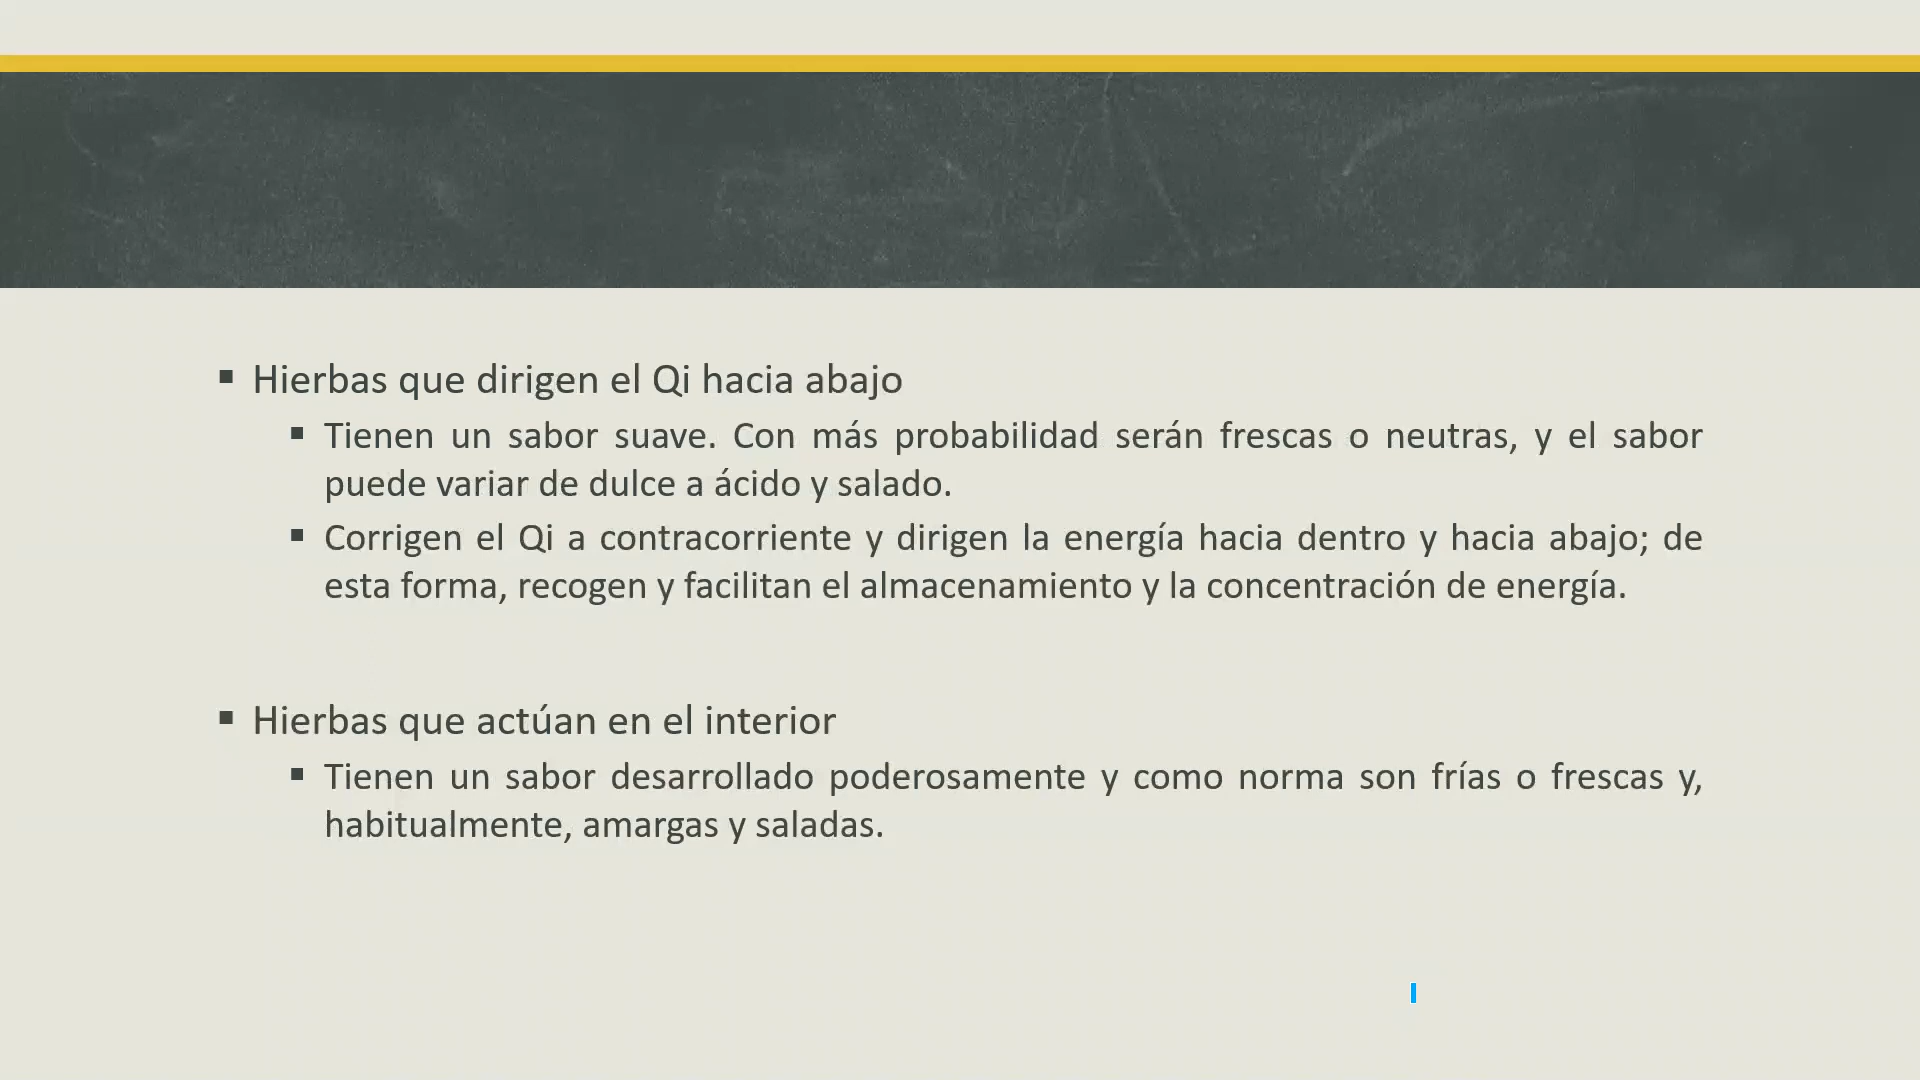 ▪ Hierbas que dirigen el Qi hacia abajo
▪ Tienen un sabor suave. Con más probabilidad serán frescas o neutras, y el sabor
puede variar de dulce a ácido y salado.
▪ Corrigen el Qi a contracorriente y dirigen la energía hacia dentro y hacia abajo; de
esta forma, recogen y facilitan el almacenamiento y la concentración de energía.
▪ Hierbas que actúan en el interior
▪ Tienen un sabor desarrollado poderosamente y como norma son frías o frescas y,
habitualmente, amargas y saladas.